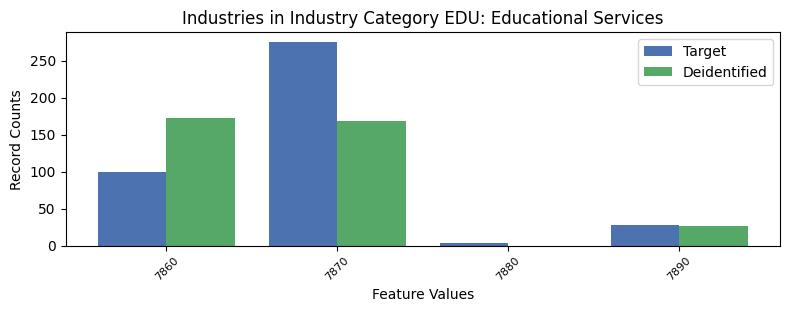 Industries in Industry Category EDU: Educational Services
Target
Deidentified
Record Counts
250
200
150
100
50
0
7860
7870
7880
7890
Feature Values